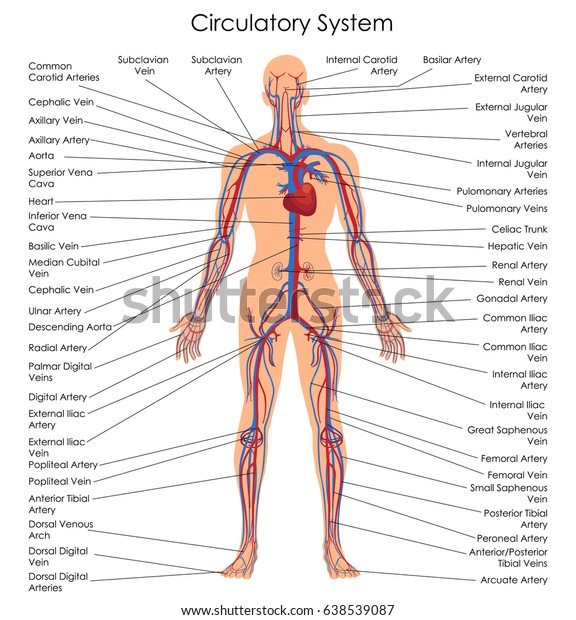 Circulatory System
Subclavian
Vein
Subclavian
Artery
Internal Carotid
Artery
Basilar Artery
Common
Carotid Arteries
Cephalic Vein
Axillary Vein
Axillary Artery
Aorta
Superior Vena
Cava
Heart
Inferior Vena
Cava
Basilic Vein
Median Cubital
Vein
Cephalic Vein
Ulnar Artery
Descending Aorta
Radial Artery
Palmar Digital
Veins
Digital Artery
External Iliac
Artery
External Iliac
Vein
Popliteal Artery
Popliteal Vein
Anterior Tibial
Artery
Dorsal Venous
Arch
Dorsal Digital
Vein
Dorsal Digital
Arteries
External Carotid
Artery
External Jugular
Vein
Vertebral
Arteries
Internal Jugular
Vein
Pulmonary Arteries
Pulmonary Veins
Celiac Trunk
Hepatic Vein
Renal Artery
Renal Vein
Gonadal Artery
Common Iliac
Artery
Common Iliac
Vein
Internal Iliac
Artery
Internal Iliac
Vein
Great Saphenous
Vein
Femoral Artery
Femoral Vein
Small Saphenous
Vein
Posterior Tibial
Artery
Peroneal Artery
Anterior/Posterior
Tibial Veins
Arcuate Artery
shutterstock
shutterstock.com · 638539087